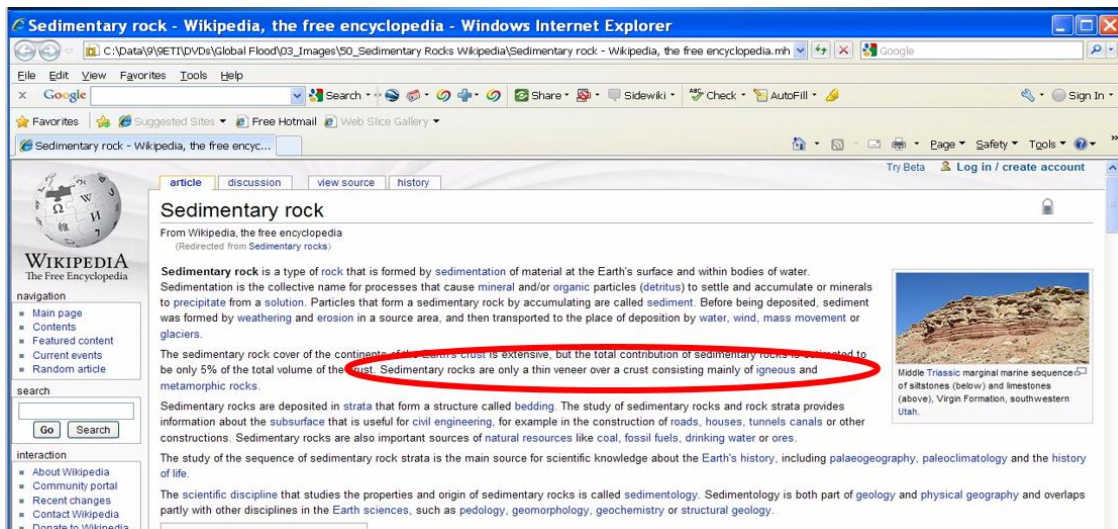 Sedimentary rock - Wikipedia, the free encyclopedia - Windows Internet Explorer
C:\Data\9\9ETI\DVDs\Global Flood\03_Images\50_Sedimentary Rocks Wikipedia\Sedimentary rock - Wikipedia, the free encyclopedia.mh
Google
File Edit View Favorites Tools Help
x Google Search Share Sidewiki Check AutoFill Sign In
Favorites Suggested Sites Free Hotmail Web Slice Gallery
Sedimentary rock - Wikipedia, the free encyc... Page Safety Tools
Try Beta Log in / create account
article discussion view source history
Sedimentary rock
From Wikipedia, the free encyclopedia
(Redirected from Sedimentary rocks)
Sedimentary rock is a type of rock that is formed by sedimentation of material at the Earth's surface and within bodies of water.
Sedimentation is the collective name for processes that cause mineral and/or organic particles (detritus) to settle and accumulate or minerals
to precipitate from a solution. Particles that form a sedimentary rock by accumulating are called sediment. Before being deposited, sediment
was formed by weathering and erosion in a source area, and then transported to the place of deposition by water, wind, mass movement or
glaciers.
The sedimentary rock cover of the continents of the Earth's crust is extensive, but the total contribution of sedimentary rocks is estimated to
be only 5% of the total volume of the crust. Sedimentary rocks are only a thin veneer over a crust consisting mainly of igneous and
metamorphic rocks.
Sedimentary rocks are deposited in strata that form a structure called bedding. The study of sedimentary rocks and rock strata provides
information about the subsurface that is useful for civil engineering, for example in the construction of roads, houses, tunnels canals or other
constructions. Sedimentary rocks are also important sources of natural resources like coal, fossil fuels, drinking water or ores.
The study of the sequence of sedimentary rock strata is the main source for scientific knowledge about the Earth's history, including palaeogeography, paleoclimatology and the history
of life.
The scientific discipline that studies the properties and origin of sedimentary rocks is called sedimentology. Sedimentology is both part of geology and physical geography and overlaps
partly with other disciplines in the Earth sciences, such as pedology, geomorphology, geochemistry or structural geology.
Middle Triassic marginal marine sequence
of siltstones (below) and limestones
(above), Virgin Formation, southwestern
Utah.
WIKIPEDIA
The Free Encyclopedia
navigation
Main page
Contents
Featured content
Current events
Random article
search
Go Search
interaction
About Wikipedia
Community portal
Recent changes
Contact Wikipedia
Donate to Wikipedia